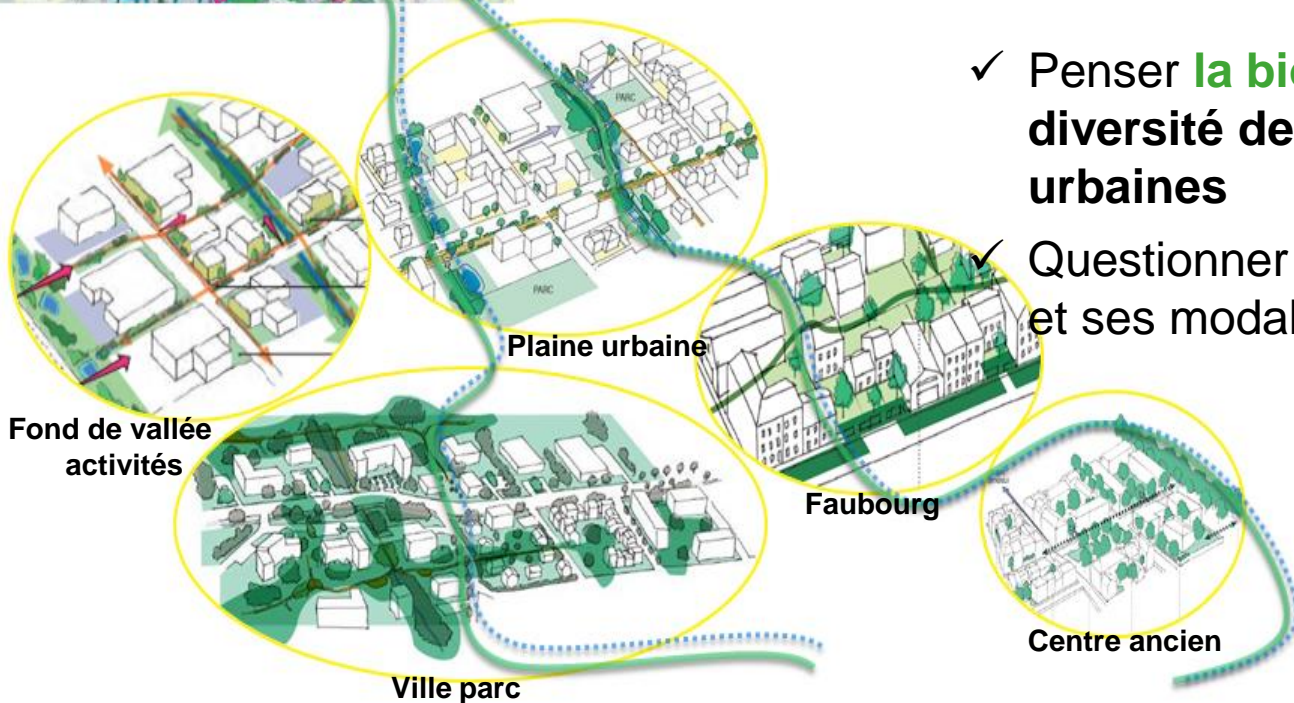 ✓ Penser la bio
diversité de
urbaines
✓ Questionner
et ses modal
PARC
PARC
Plaine urbaine
Fond de vallée
activités
Faubourg
Centre ancien
Ville parc